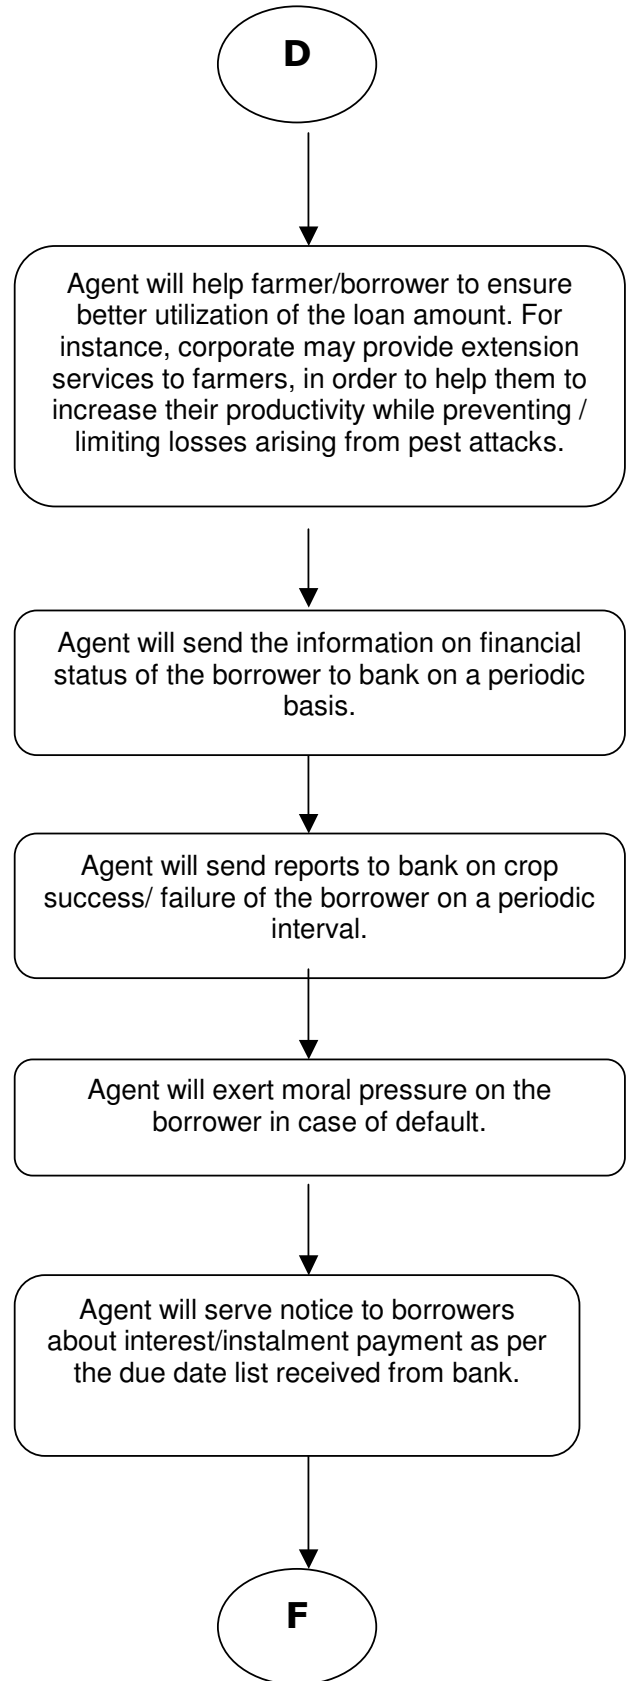 D
Agent will help farmer/borrower to ensure
better utilization of the loan amount. For
instance, corporate may provide extension
services to farmers, in order to help them to
increase their productivity while preventing /
limiting losses arising from pest attacks.
Agent will send the information on financial
status of the borrower to bank on a periodic
basis.
Agent will send reports to bank on crop
success/ failure of the borrower on a periodic
interval.
Agent will exert moral pressure on the
borrower in case of default.
Agent will serve notice to borrowers
about interest/instalment payment as per
the due date list received from bank.
F